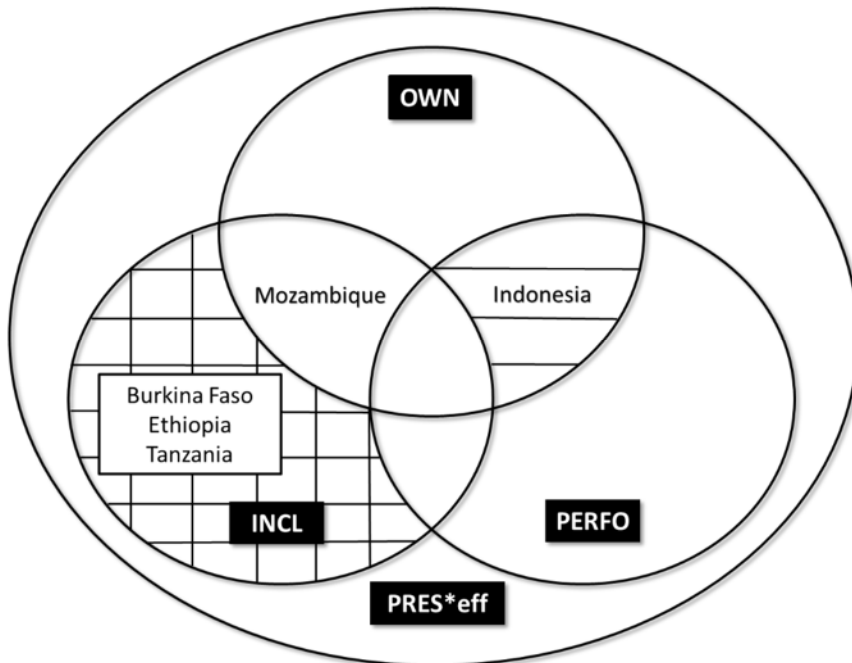 OWN
Mozambique
Indonesia
Burkina Faso
Ethiopia
Tanzania
INCL
PERFO
PRES*eff